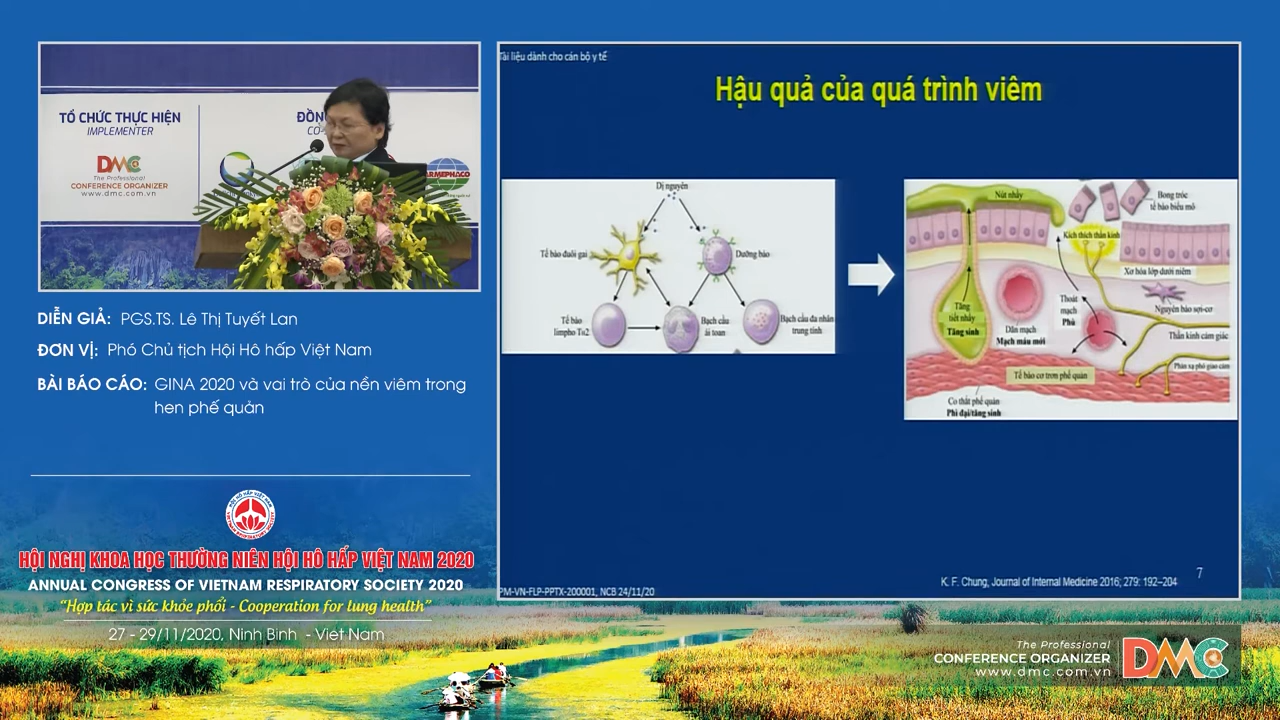 TỔ CHỨC THỰC HIỆN
IMPLEMENTER
DMC
The Professional
CONFERENCE ORGANIZER
www.dmc.com.vn
ĐỒN
CO-
ARMEPHACO
DIỄN GIẢ: PGS.TS. Lê Thị Tuyết Lan
ĐƠN VỊ: Phó Chủ tịch Hội Hô hấp Việt Nam
BÀI BÁO CÁO: GINA 2020 và vai trò của nền viêm trong
hen phế quản
HỘI NGHỊ KHOA HỌC THƯỜNG NIÊN HỘI HÔ HẤP VIỆT NAM 2020
ANNUAL CONGRESS OF VIETNAM RESPIRATORY SOCIETY 2020
“Hợp tác vì sức khỏe phổi - Cooperation for lung health”
27 - 29/11/2020, Ninh Binh - Viet Nam
Tài liệu dành cho cán bộ y tế
Hậu quả của quá trình viêm
Dị nguyên
Tế bào đuôi gai
Dưỡng bào
Tế bào
limpho TH2
Bạch cầu
ái toan
Bạch cầu đa nhân
trung tính
Nút nhầy
Bong tróc
tế bào biểu mô
Kích thích thần kinh
Xơ hóa lớp dưới niêm
Tăng
tiết nhầy
Tăng sinh
Dãn mạch
Mạch máu mới
Thoát
mạch
Phù
Nguyên bào sợi-cơ
Thần kinh cảm giác
Phản xạ phó giao cảm
Tế bào cơ trơn phế quản
Co thắt phế quản
Phì đại/tăng sinh
K. F. Chung, Journal of Internal Medicine 2016; 279: 192–204
7
PM-VN-FLP-PPTX-200001, NCB 24/11/20
The Professional
CONFERENCE ORGANIZER
www.dmc.com.vn
DMC